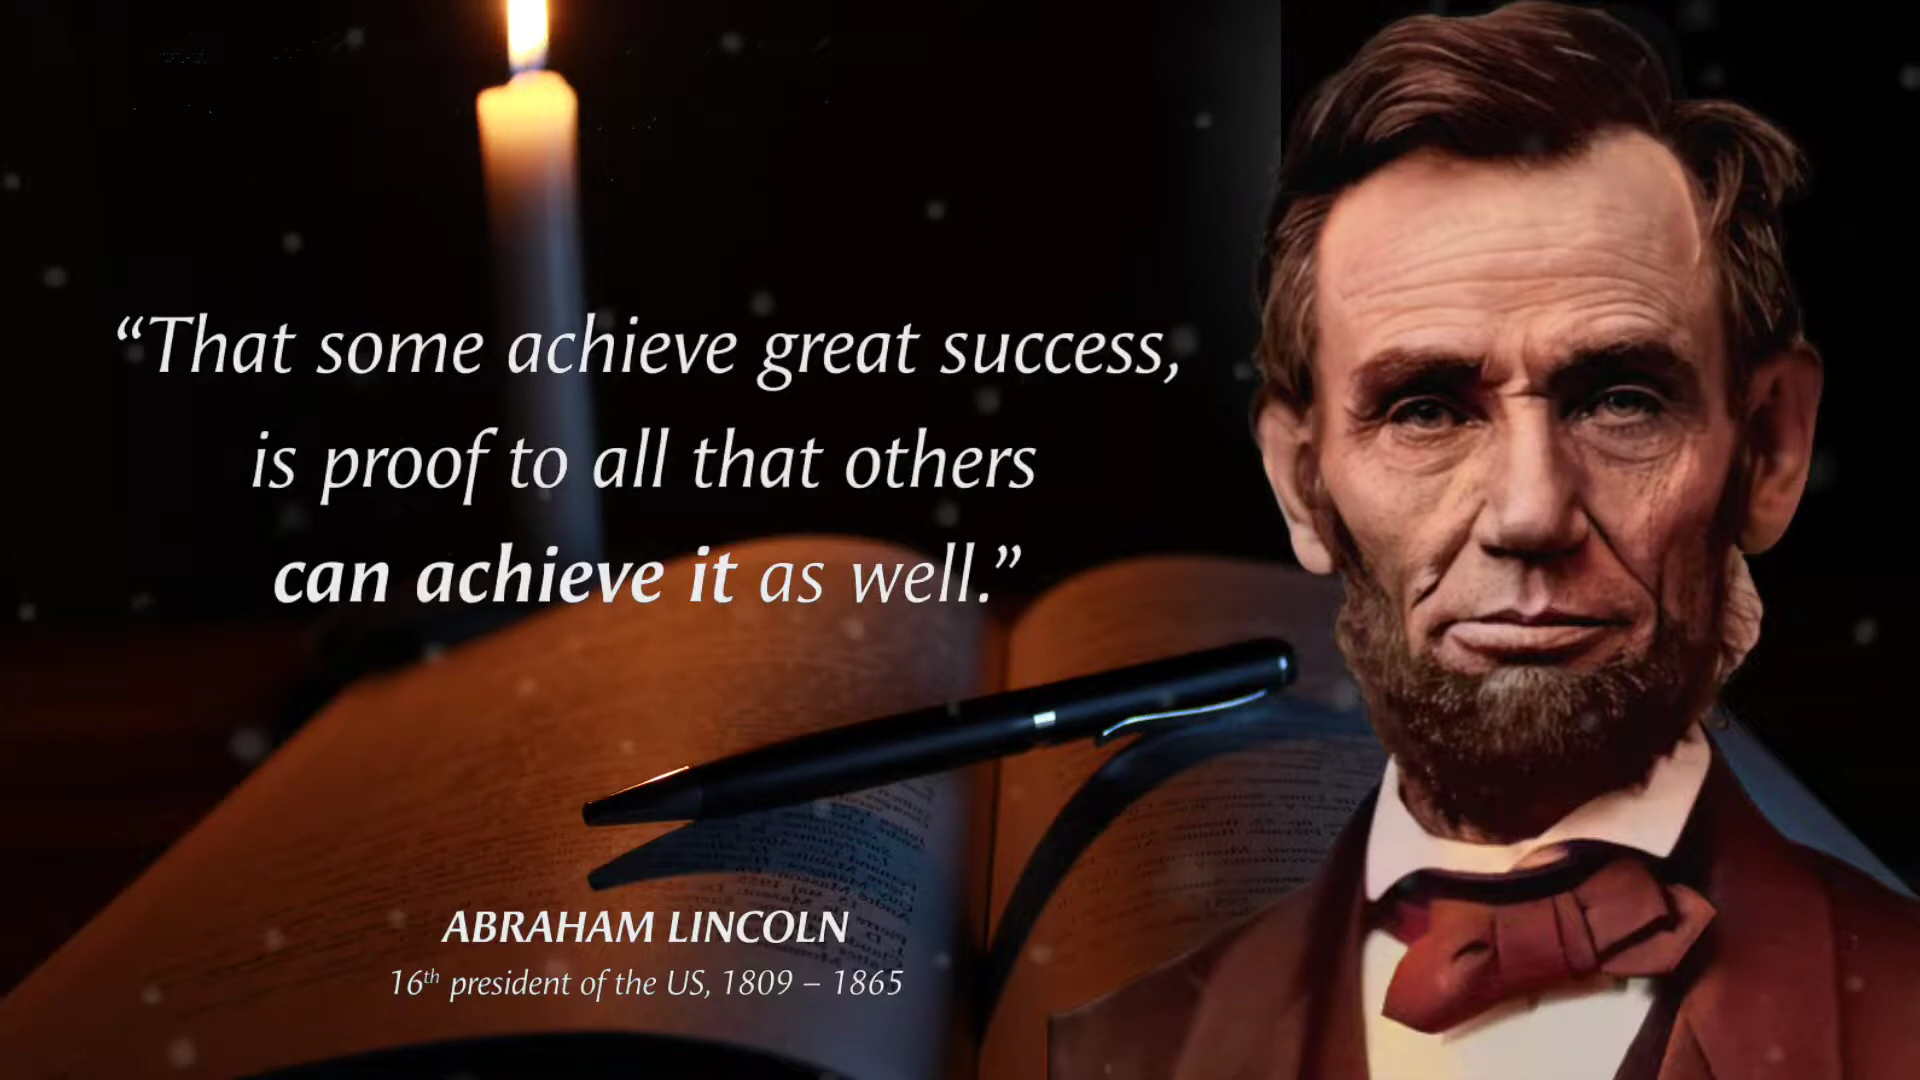 “That some achieve great success,
is proof to all that others
can achieve it as well.”
ABRAHAM LINCOLN
16th president of the US, 1809 – 1865